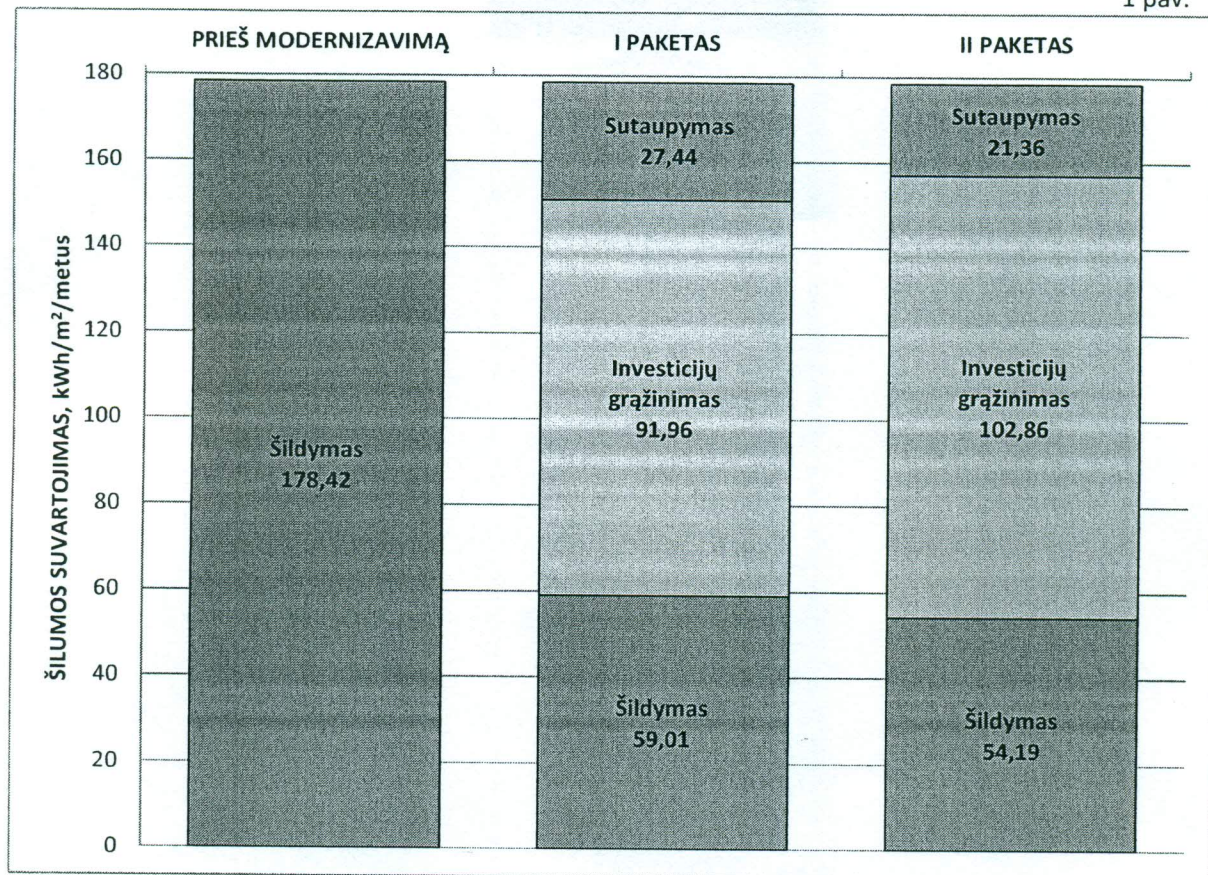 1 pav.
PRIEŠ MODERNIZAVIMĄ
I PAKETAS
II PAKETAS
ŠILUMOS SUVARTOJIMAS, kWh/m²/metus
180
160
140
120
100
80
60
40
20
0
Šildymas
178,42
Sutaupymas
27,44
Investicijų
grąžinimas
91,96
Šildymas
59,01
Sutaupymas
21,36
Investicijų
grąžinimas
102,86
Šildymas
54,19